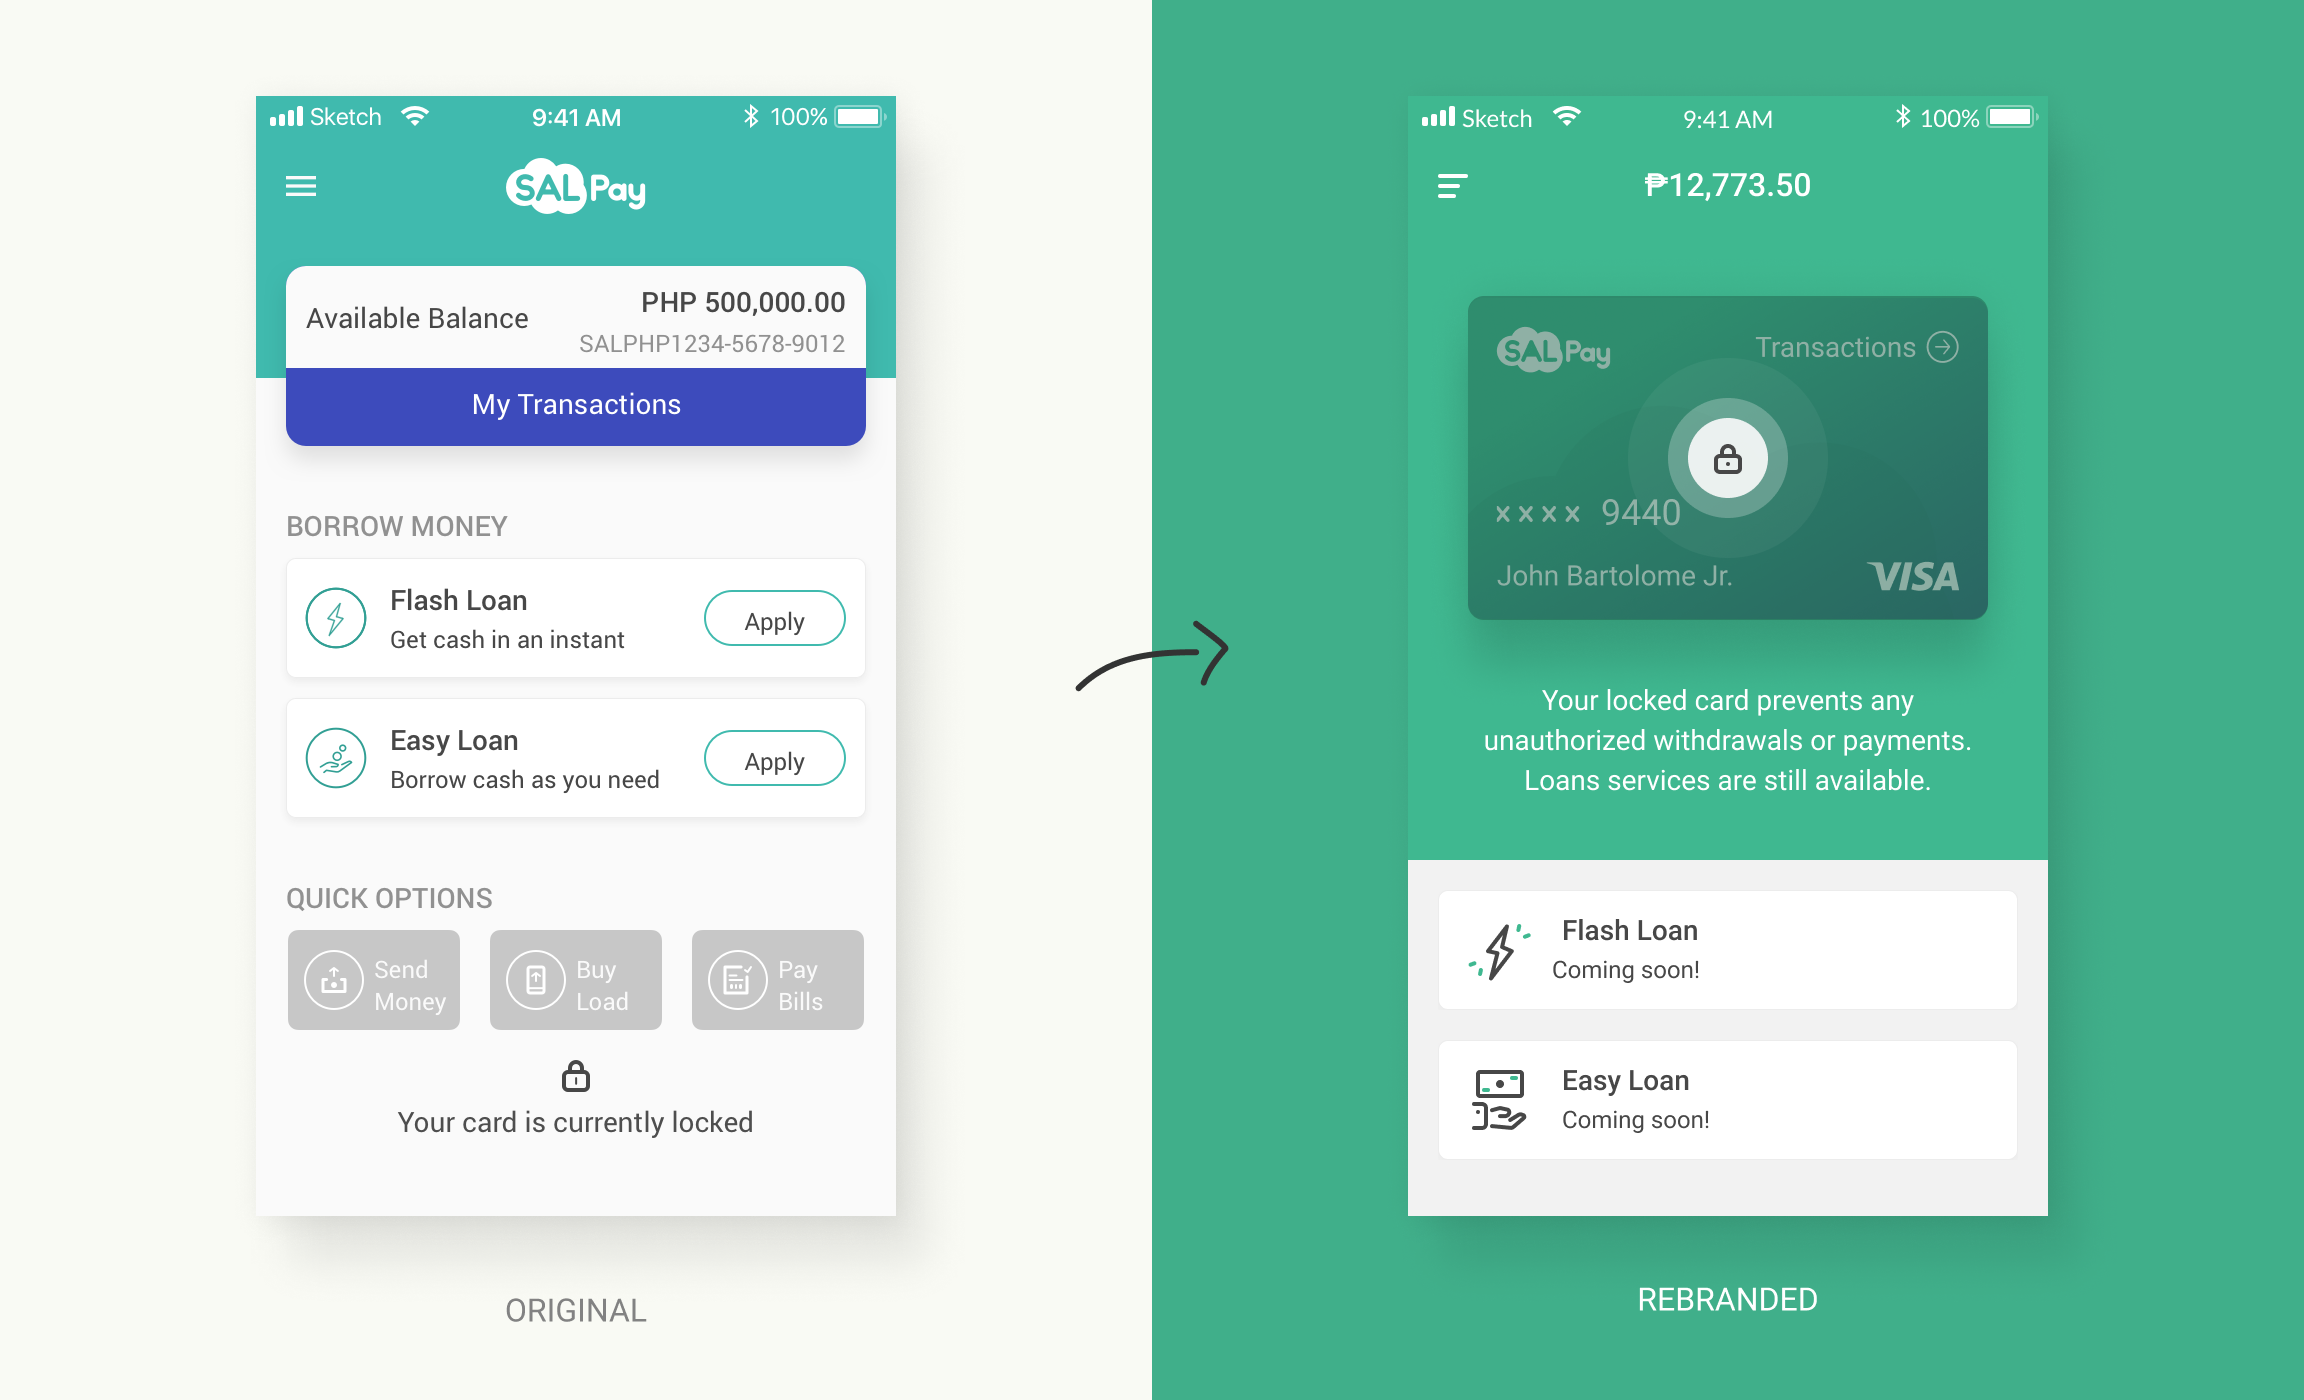 Sketch 9:41 AM 100%
SAL Pay
Available Balance
PHP 500,000.00
SALPHP1234-5678-9012
My Transactions
BORROW MONEY
Flash Loan
Get cash in an instant
Apply
Easy Loan
Borrow cash as you need
Apply
QUICK OPTIONS
Send
Money
Buy
Load
Pay
Bills
Your card is currently locked
ORIGINAL
Sketch 9:41 AM 100%
₱12,773.50
SAL Pay
Transactions
×××× 9440
John Bartolome Jr.
VISA
Your locked card prevents any
unauthorized withdrawals or payments.
Loans services are still available.
Flash Loan
Coming soon!
Easy Loan
Coming soon!
REBRANDED